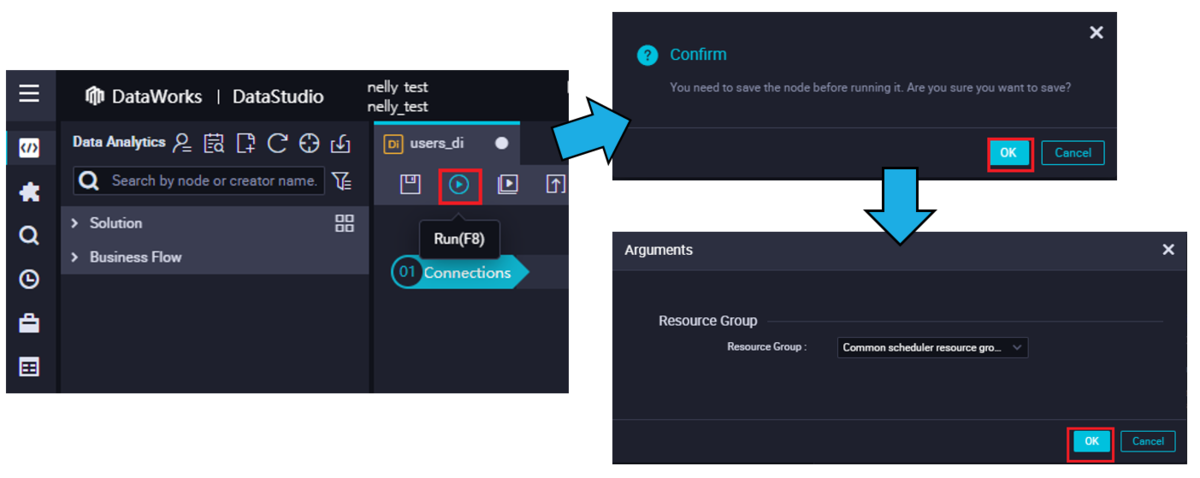 DataWorks | DataStudio
nelly test
nelly_test
Data Analytics
Di users_di
Search by node or creator name.
Solution
Business Flow
Run(F8)
01 Connections
? Confirm
You need to save the node before running it. Are you sure you want to save?
OK Cancel
Arguments
Resource Group
Resource Group : Common scheduler resource gro...
OK Cancel